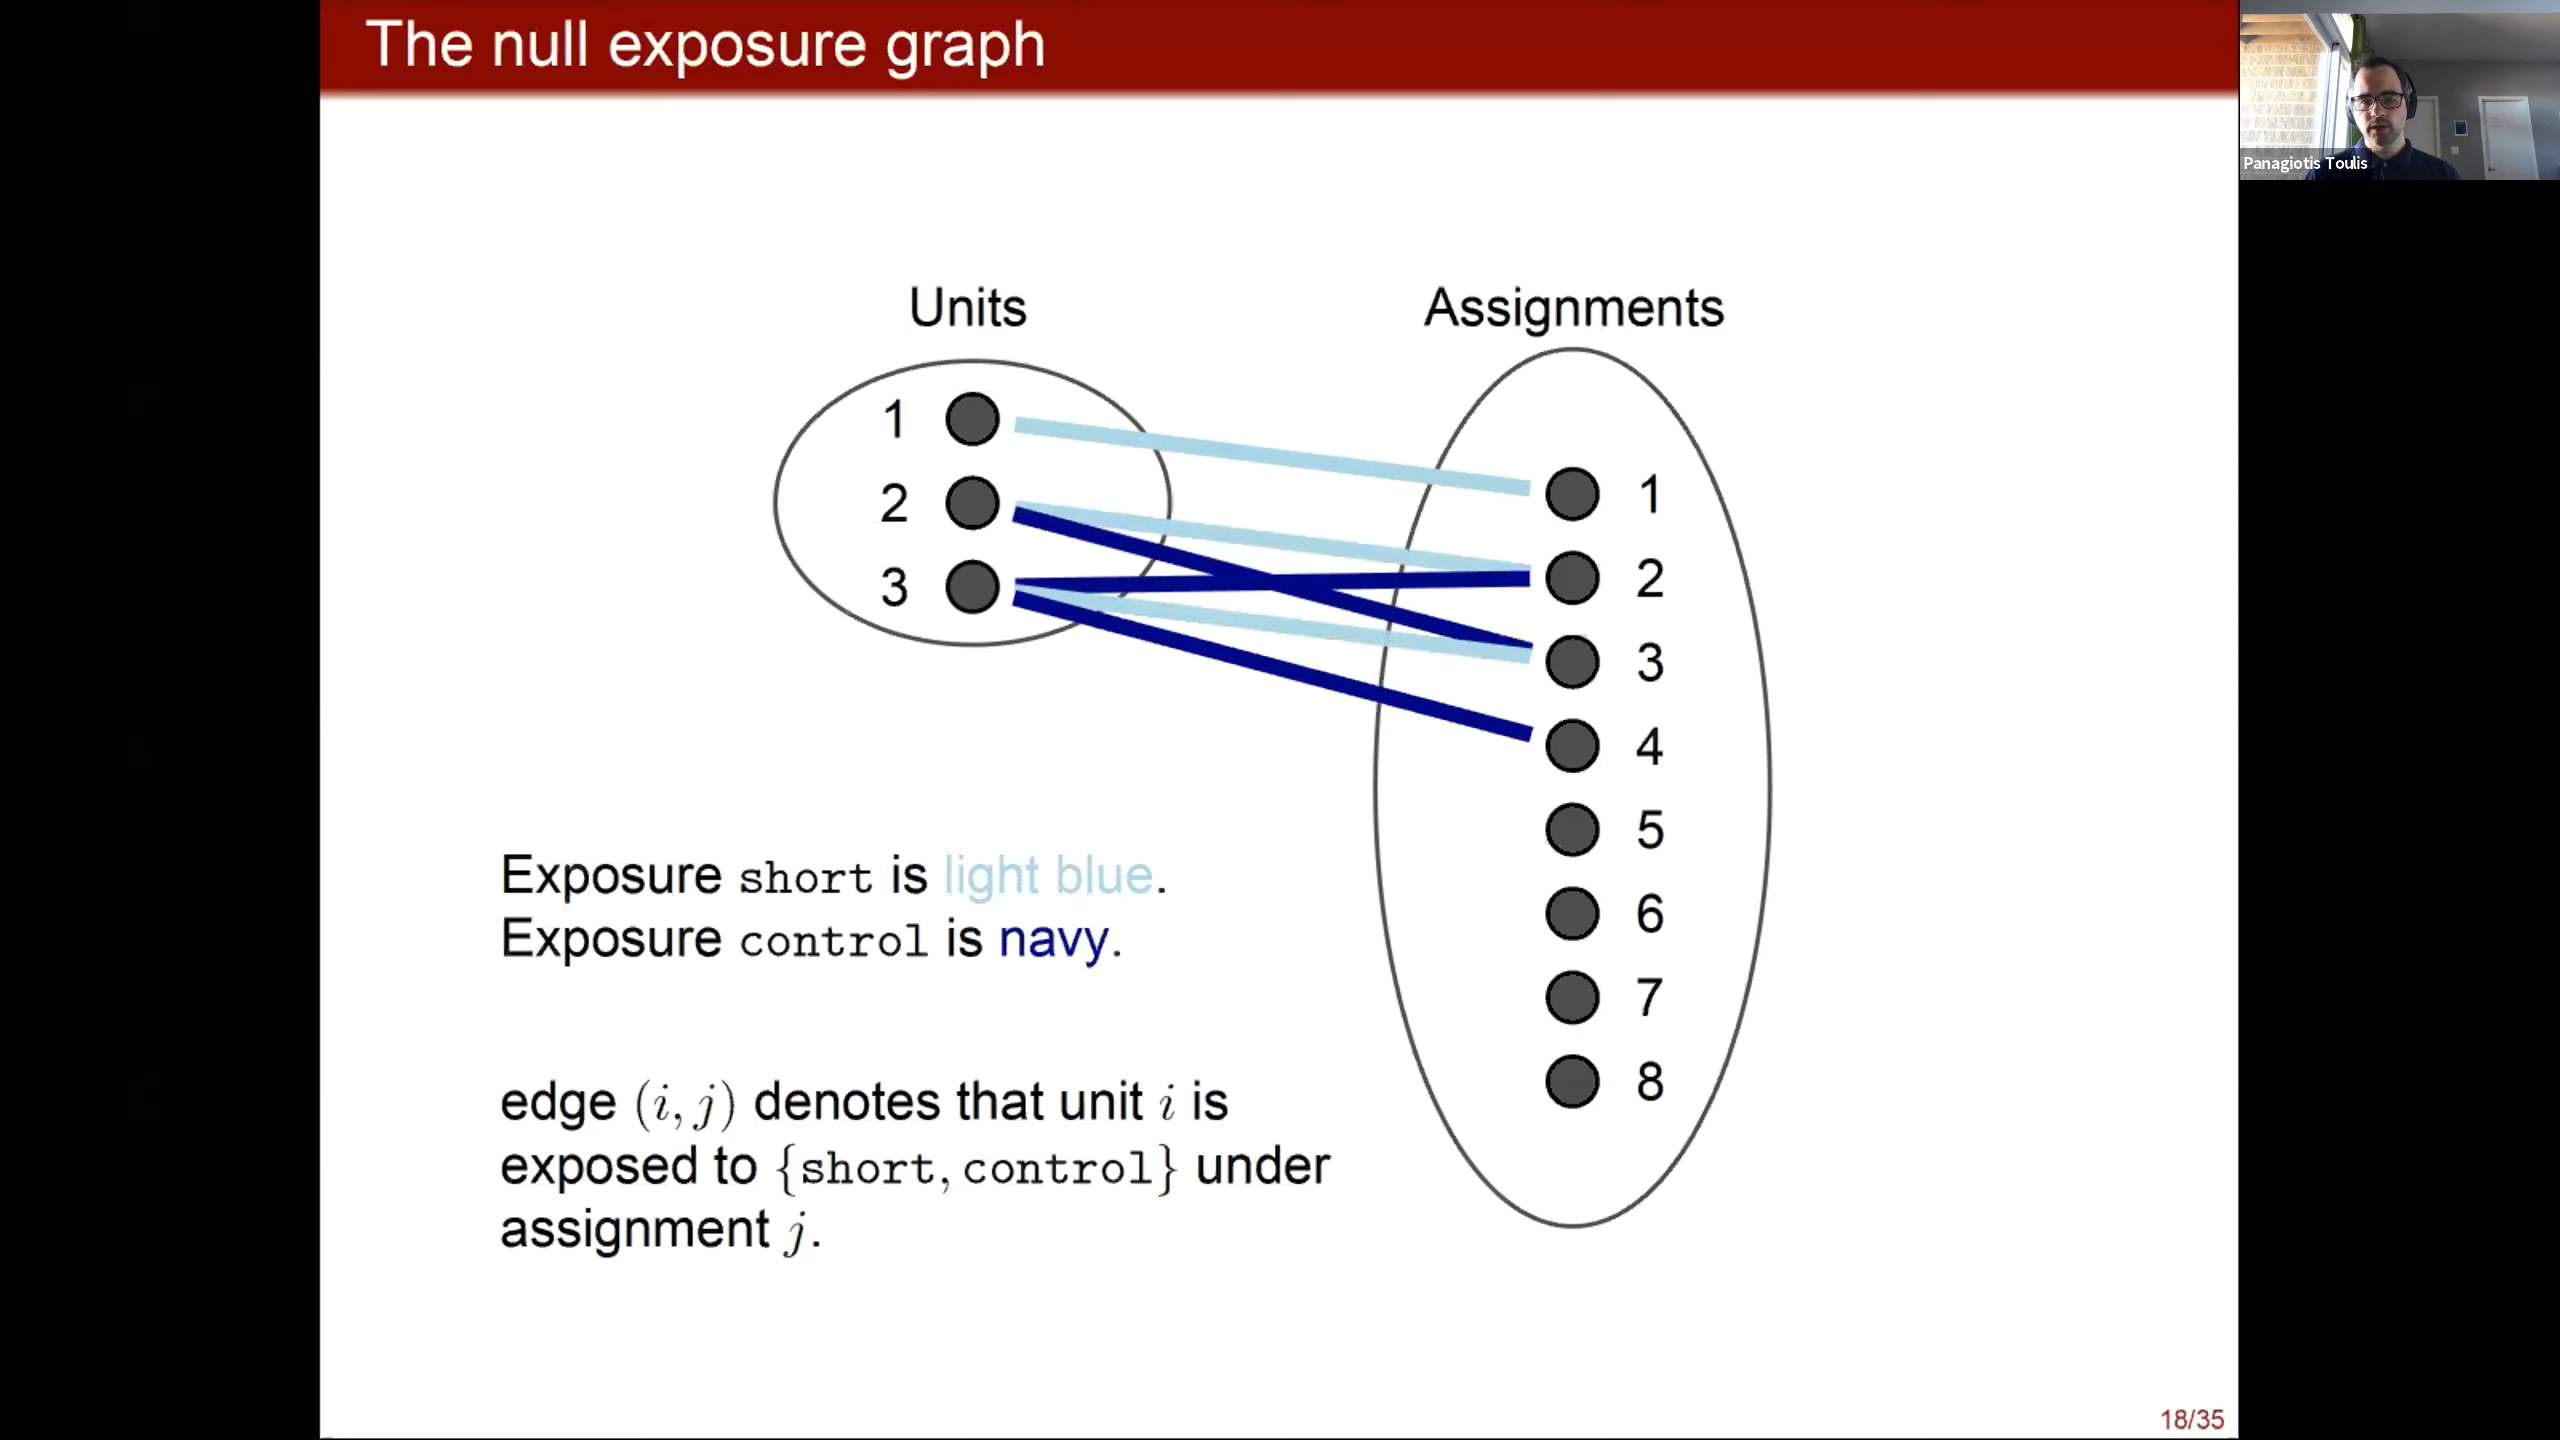 The null exposure graph
Panagiotis Toulis
Units
Assignments
1
2
3
1
2
3
4
5
6
7
8
Exposure short is light blue.
Exposure control is navy.
edge (i, j) denotes that unit i is
exposed to {short, control} under
assignment j.
18/35